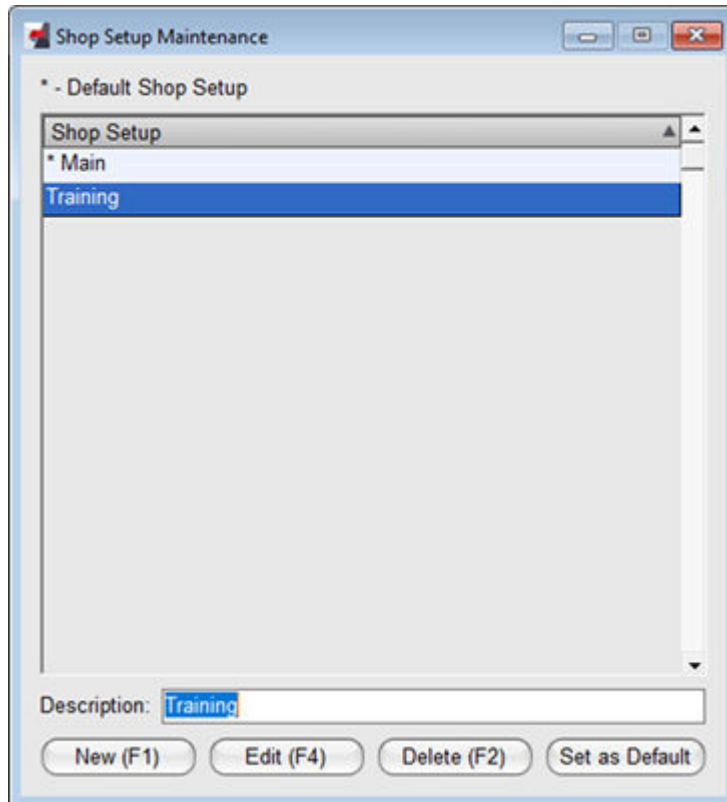 Shop Setup Maintenance
* - Default Shop Setup
Shop Setup
* Main
Training
Description: Training
New (F1) Edit (F4) Delete (F2) Set as Default